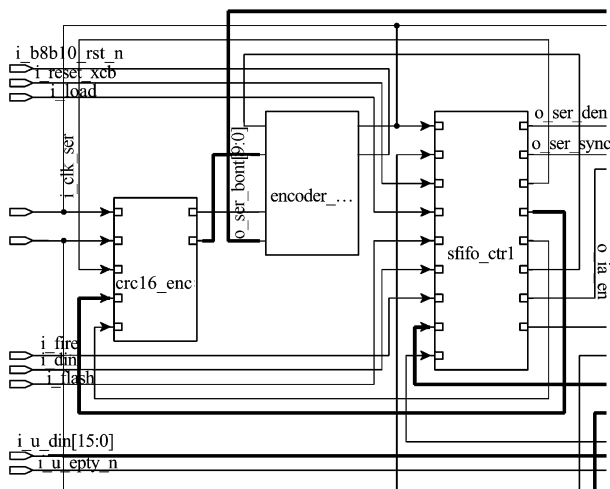 i_b8b10_rst_n
i_reset_xcb
i_load
o_ser_den
o_ser_sync
i_clk_ser
o_ser_bont[9:0]
encoder_...
sfifo_ctr1
o_ia_en
crc16_enc
i_fire
i_din
i_flash
i_u_din[15:0]
i_u_epty_n